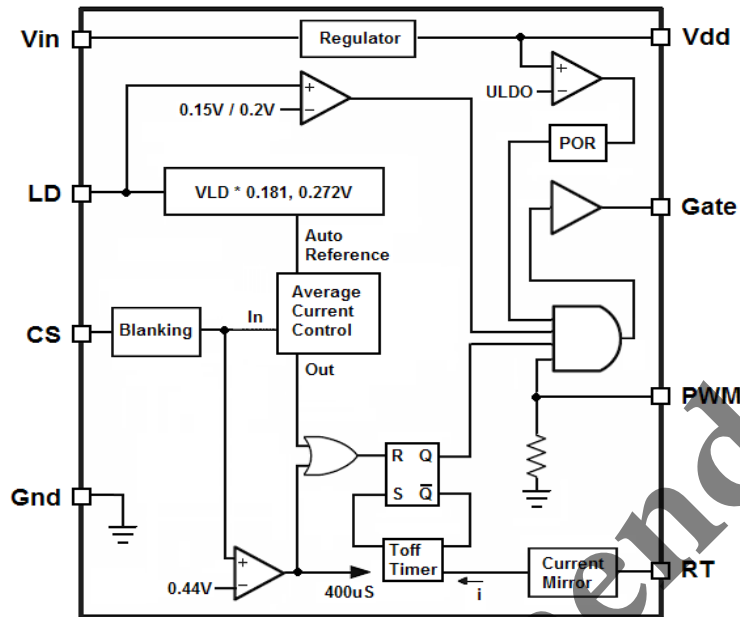 Vin
Regulator
Vdd
ULDO
+
−
0.15V / 0.2V
+
−
POR
LD
VLD * 0.181, 0.272V
Gate
Auto
Reference
Average
Current
Control
CS
Blanking
In
Out
PWM
R Q
S Q̅
Gnd
Toff
Timer
Current
Mirror
RT
i
+
0.44V
−
400uS
end